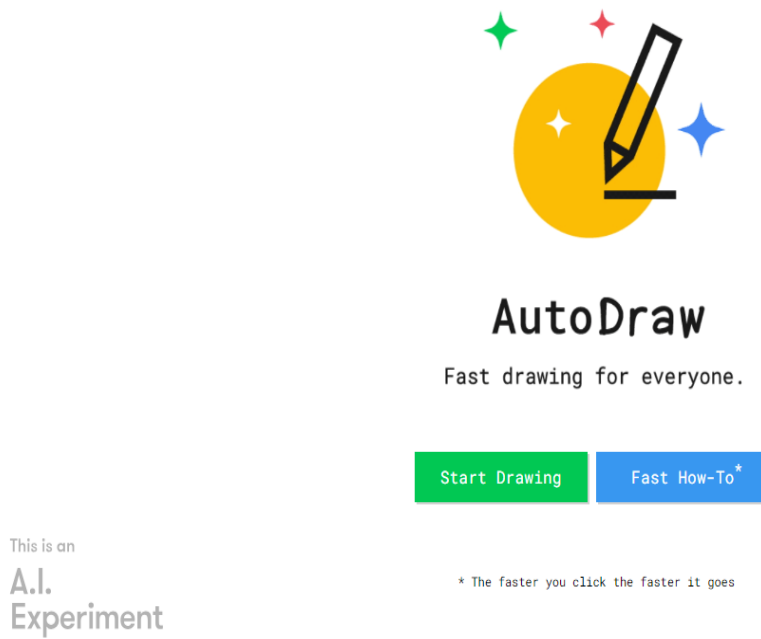 AutoDraw
Fast drawing for everyone.
Start Drawing
Fast How-To*
* The faster you click the faster it goes
This is an
A.I.
Experiment